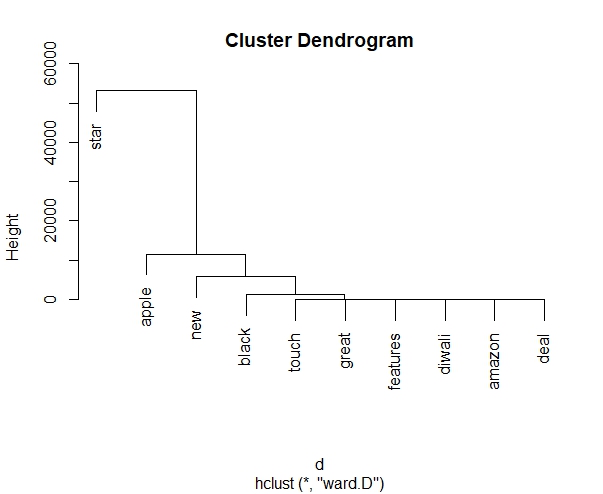 Cluster Dendrogram
Height
60000
40000
20000
0
star
apple
new
black
touch
great
features
diwali
amazon
deal
d
hclust (*, "ward.D")